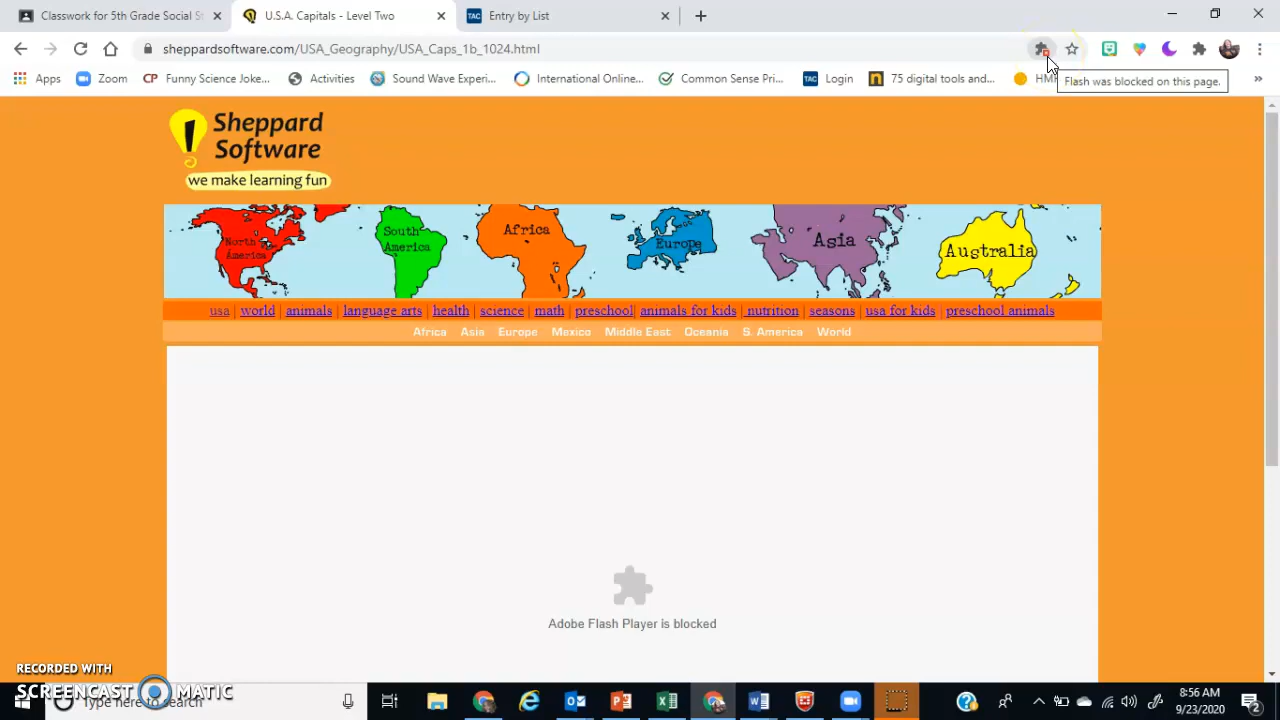 Classwork for 5th Grade Social St
U.S.A. Capitals - Level Two
Entry by List
sheppardsoftware.com/USA_Geography/USA_Caps_1b_1024.html
Apps
Zoom
CP
Funny Science Joke...
Activities
Sound Wave Experi...
International Online...
Common Sense Pri...
TAC
Login
75 digital tools and...
Flash was blocked on this page.
Sheppard
Software
we make learning fun
North
America
South
America
Africa
Europe
Asia
Australia
usa | world | animals | language arts | health | science | math | preschool | animals for kids | nutrition | seasons | usa for kids | preschool animals
Africa Asia Europe Mexico Middle East Oceania S. America World
Adobe Flash Player is blocked
RECORDED WITH
SCREENCAST MATIC
Type here to search
8:56 AM
9/23/2020
2